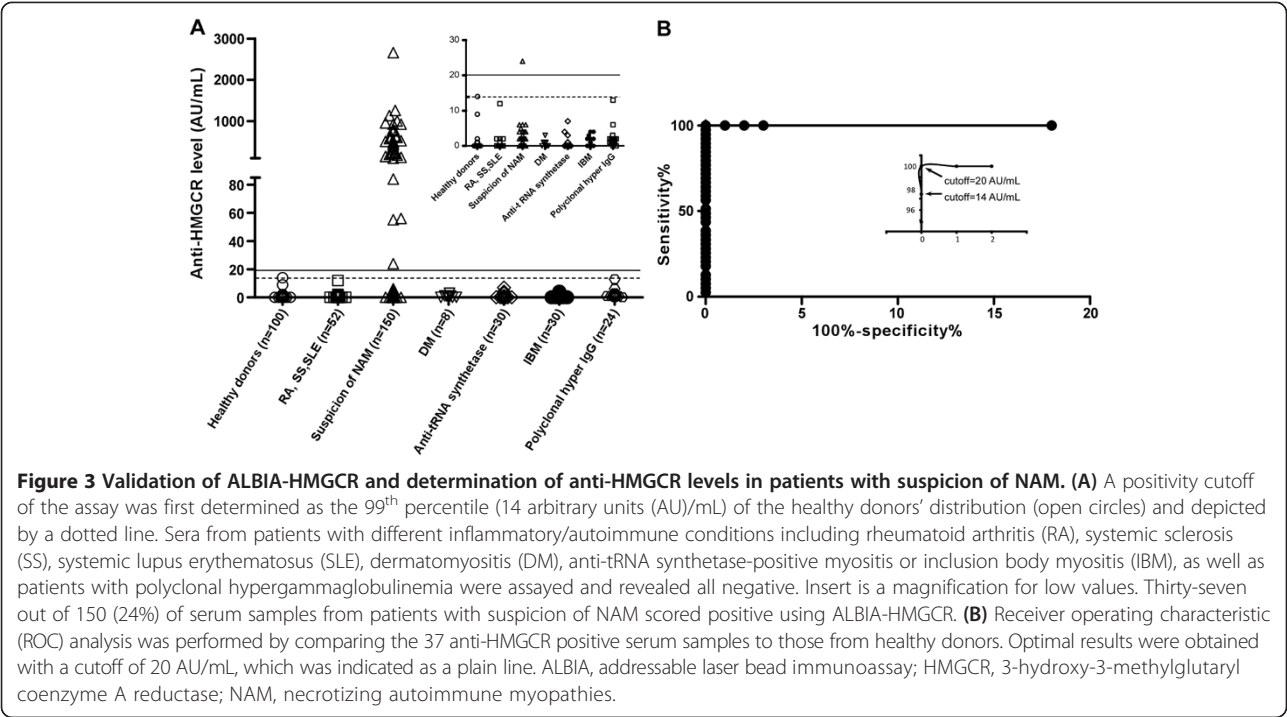 A
B
Anti-HMGCR level (AU/mL)
3000
2000
1000
80
60
40
20
0
30
20
10
0
Healthy donors
RA, SS,SLE
Suspicion of NAM
DM
Anti-t RNA synthetase
IBM
Polyclonal hyper IgG
Healthy donors (n=100)
RA, SS,SLE (n=52)
Suspicion of NAM (n=150)
DM (n=8)
Anti-tRNA synthetase (n=30)
IBM (n=30)
Polyclonal hyper IgG (n=24)
Sensitivity%
100
50
0
100
98
96
cutoff=20 AU/mL
cutoff=14 AU/mL
0 1 2
0 5 10 15 20
100%-specificity%
Figure 3 Validation of ALBIA-HMGCR and determination of anti-HMGCR levels in patients with suspicion of NAM. (A) A positivity cutoff
of the assay was first determined as the 99th percentile (14 arbitrary units (AU)/mL) of the healthy donors’ distribution (open circles) and depicted
by a dotted line. Sera from patients with different inflammatory/autoimmune conditions including rheumatoid arthritis (RA), systemic sclerosis
(SS), systemic lupus erythematosus (SLE), dermatomyositis (DM), anti-tRNA synthetase-positive myositis or inclusion body myositis (IBM), as well as
patients with polyclonal hypergammaglobulinemia were assayed and revealed all negative. Insert is a magnification for low values. Thirty-seven
out of 150 (24%) of serum samples from patients with suspicion of NAM scored positive using ALBIA-HMGCR. (B) Receiver operating characteristic
(ROC) analysis was performed by comparing the 37 anti-HMGCR positive serum samples to those from healthy donors. Optimal results were obtained
with a cutoff of 20 AU/mL, which was indicated as a plain line. ALBIA, addressable laser bead immunoassay; HMGCR, 3-hydroxy-3-methylglutaryl
coenzyme A reductase; NAM, necrotizing autoimmune myopathies.